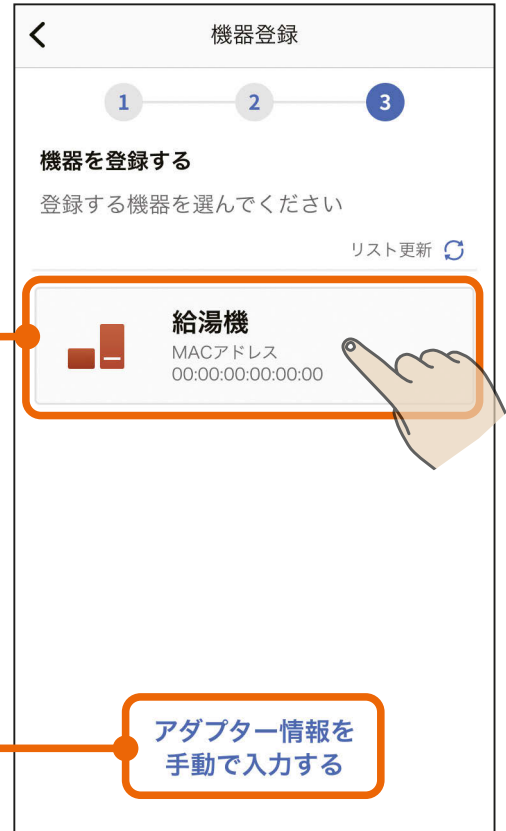 機器登録
1 2 3
機器を登録する
登録する機器を選んでください
リスト更新
給湯機
MACアドレス
00:00:00:00:00:00
アダプター情報を
手動で入力する